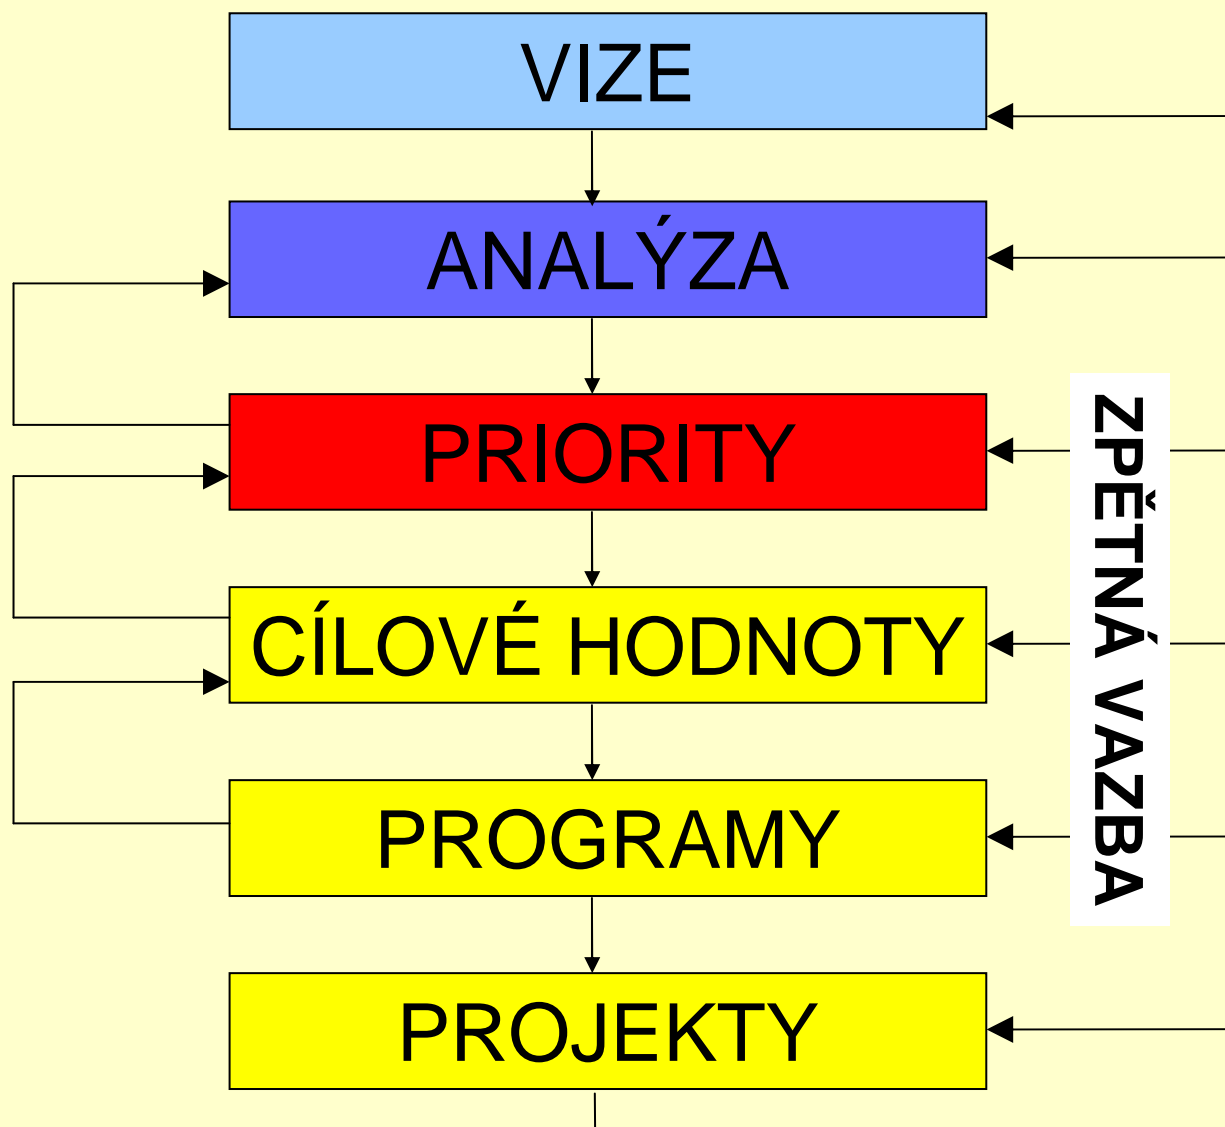 VIZE
ANALÝZA
PRIORITY
CÍLOVÉ HODNOTY
PROGRAMY
PROJEKTY
ZPĚTNÁ VAZBA